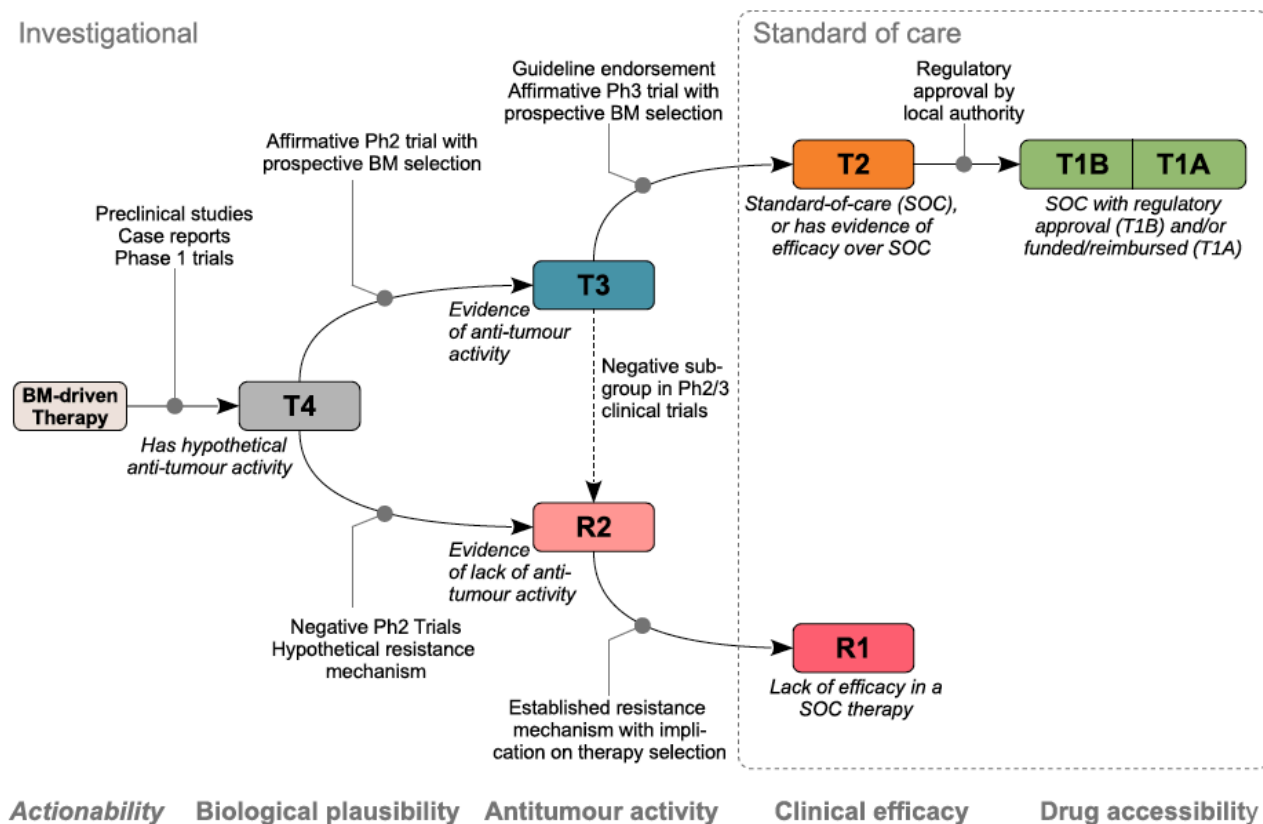 Investigational
Standard of care
Guideline endorsement
Affirmative Ph3 trial with
prospective BM selection
Regulatory
approval by
local authority
Affirmative Ph2 trial with
prospective BM selection
T2
T1B
T1A
Standard-of-care (SOC),
or has evidence of
efficacy over SOC
SOC with regulatory
approval (T1B) and/or
funded/reimbursed (T1A)
Preclinical studies
Case reports
Phase 1 trials
T3
Evidence
of anti-tumour
activity
Negative sub-
group in Ph2/3
clinical trials
BM-driven
Therapy
T4
Has hypothetical
anti-tumour activity
R2
Evidence
of lack of anti-
tumour activity
Negative Ph2 Trials
Hypothetical resistance
mechanism
R1
Lack of efficacy in a
SOC therapy
Established resistance
mechanism with impli-
cation on therapy selection
Actionability
Biological plausibility
Antitumour activity
Clinical efficacy
Drug accessibility